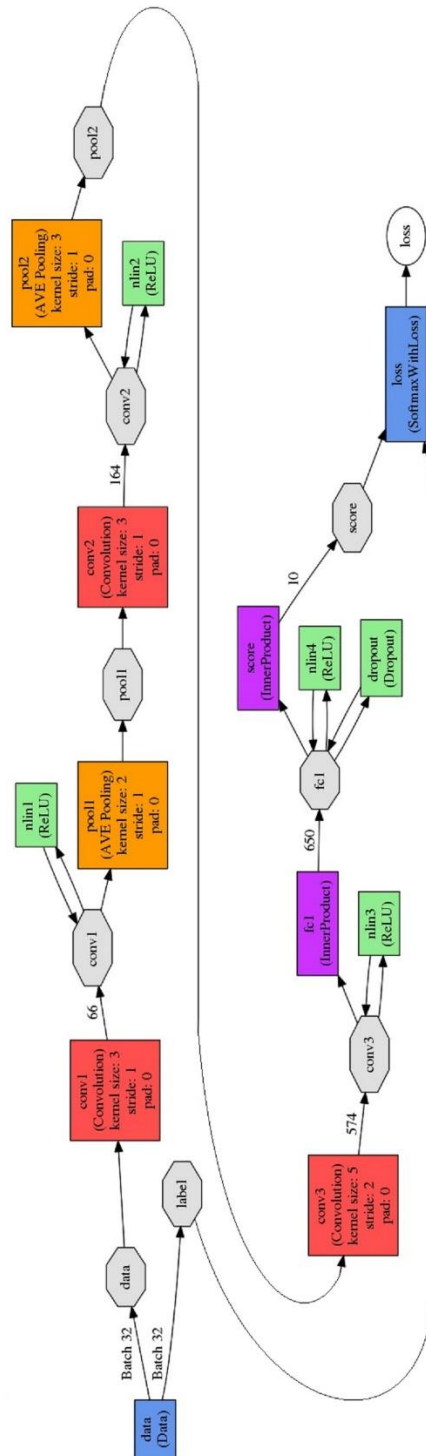 data
(Data)
Batch 32
Batch 32
data
label
conv1
(Convolution)
kernel size: 3
stride: 1
pad: 0
66
conv1
nlin1
(ReLU)
pool1
(AVE Pooling)
kernel size: 2
stride: 1
pad: 0
pool1
conv2
(Convolution)
kernel size: 3
stride: 1
pad: 0
164
conv2
nlin2
(ReLU)
pool2
(AVE Pooling)
kernel size: 3
stride: 1
pad: 0
pool2
conv3
(Convolution)
kernel size: 5
stride: 2
pad: 0
574
conv3
nlin3
(ReLU)
fc1
(InnerProduct)
650
fc1
nlin4
(ReLU)
dropout
(Dropout)
score
(InnerProduct)
10
score
loss
(SoftmaxWithLoss)
loss